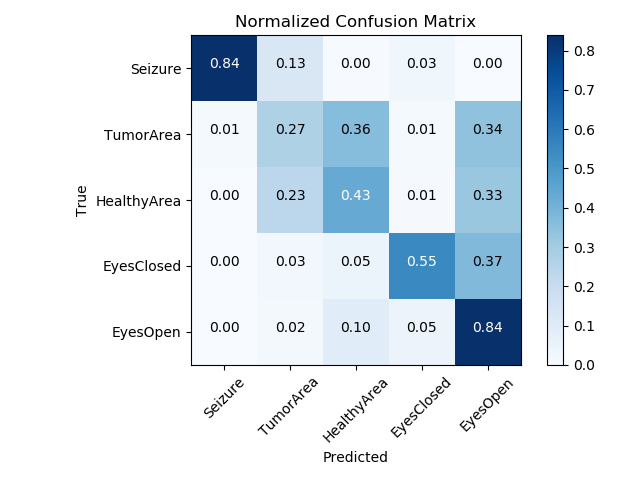 Normalized Confusion Matrix
Seizure 0.84 0.13 0.00 0.03 0.00
TumorArea 0.01 0.27 0.36 0.01 0.34
HealthyArea 0.00 0.23 0.43 0.01 0.33
EyesClosed 0.00 0.03 0.05 0.55 0.37
EyesOpen 0.00 0.02 0.10 0.05 0.84
True
Seizure TumorArea HealthyArea EyesClosed EyesOpen
Predicted
0.8
0.7
0.6
0.5
0.4
0.3
0.2
0.1
0.0